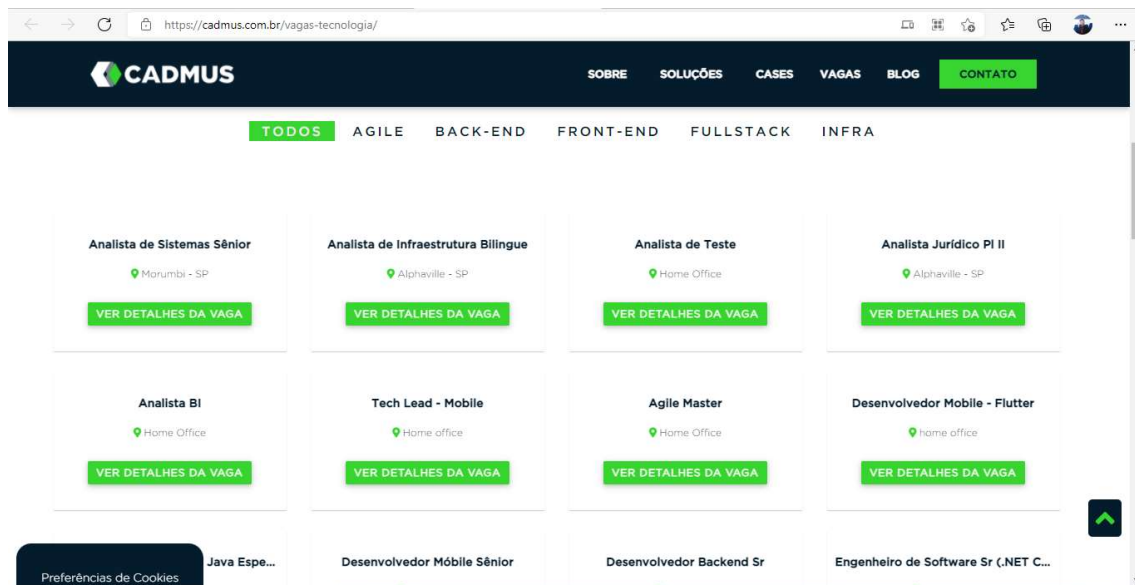 https://cadmus.com.br/vagas-tecnologia/
CADMUS
SOBRE SOLUÇÕES CASES VAGAS BLOG CONTATO
TODOS AGILE BACK-END FRONT-END FULLSTACK INFRA
Analista de Sistemas Sênior
Morumbi - SP
VER DETALHES DA VAGA
Analista de Infraestrutura Bilingue
Alphaville - SP
VER DETALHES DA VAGA
Analista de Teste
Home Office
VER DETALHES DA VAGA
Analista Jurídico Pl II
Alphaville - SP
VER DETALHES DA VAGA
Analista BI
Home Office
VER DETALHES DA VAGA
Tech Lead - Mobile
Home office
VER DETALHES DA VAGA
Agile Master
Home Office
VER DETALHES DA VAGA
Desenvolvedor Mobile - Flutter
home office
VER DETALHES DA VAGA
Java Espe...
Desenvolvedor Móbile Sênior
Desenvolvedor Backend Sr
Engenheiro de Software Sr (.NET C...
Preferências de Cookies